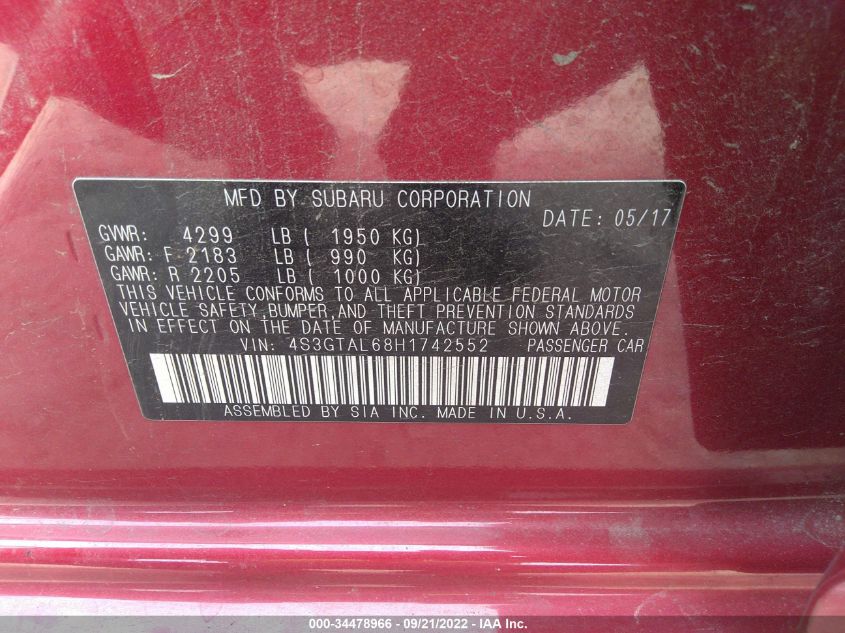 MFD BY SUBARU CORPORATION
DATE: 05/17
GVWR: 4299 LB ( 1950 KG)
GAWR: F 2183 LB ( 990 KG)
GAWR: R 2205 LB ( 1000 KG)
THIS VEHICLE CONFORMS TO ALL APPLICABLE FEDERAL MOTOR
VEHICLE SAFETY,BUMPER,AND THEFT PREVENTION STANDARDS
IN EFFECT ON THE DATE OF MANUFACTURE SHOWN ABOVE.
VIN: 4S3GTAL68H1742552 PASSENGER CAR
ASSEMBLED BY SIA INC. MADE IN U.S.A.
000-34478966 - 09/21/2022 - IAA Inc.